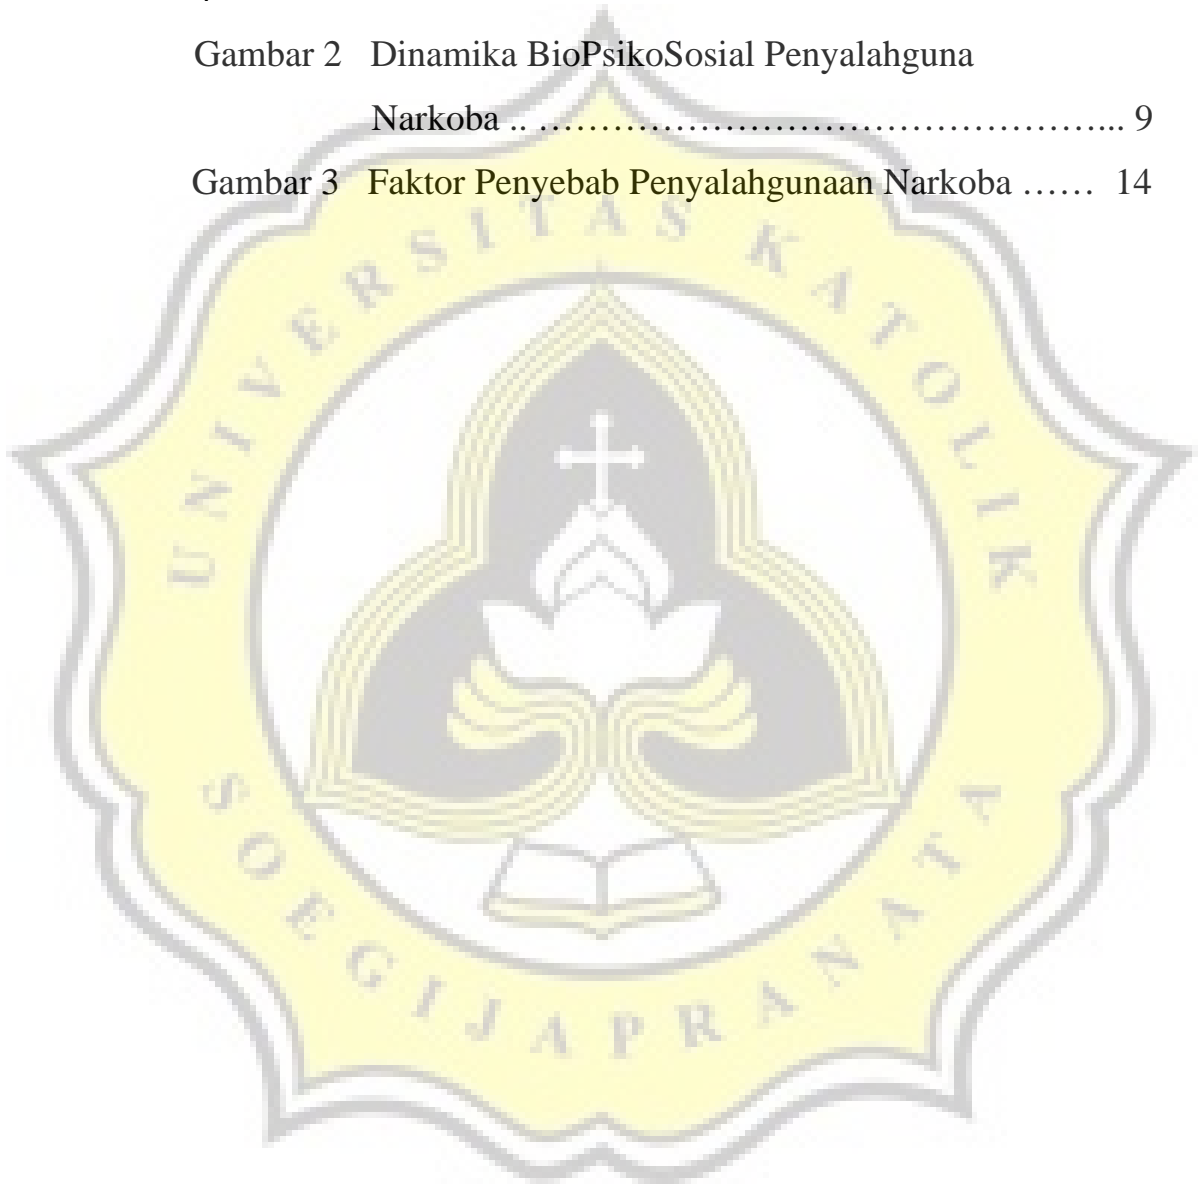 Gambar 2 Dinamika BioPsikoSosial Penyalahguna
Narkoba .. …………………………………………... 9
Gambar 3 Faktor Penyebab Penyalahgunaan Narkoba …… 14
UNIVERSITAS KATOLIK
SOEGIJAPRANATA